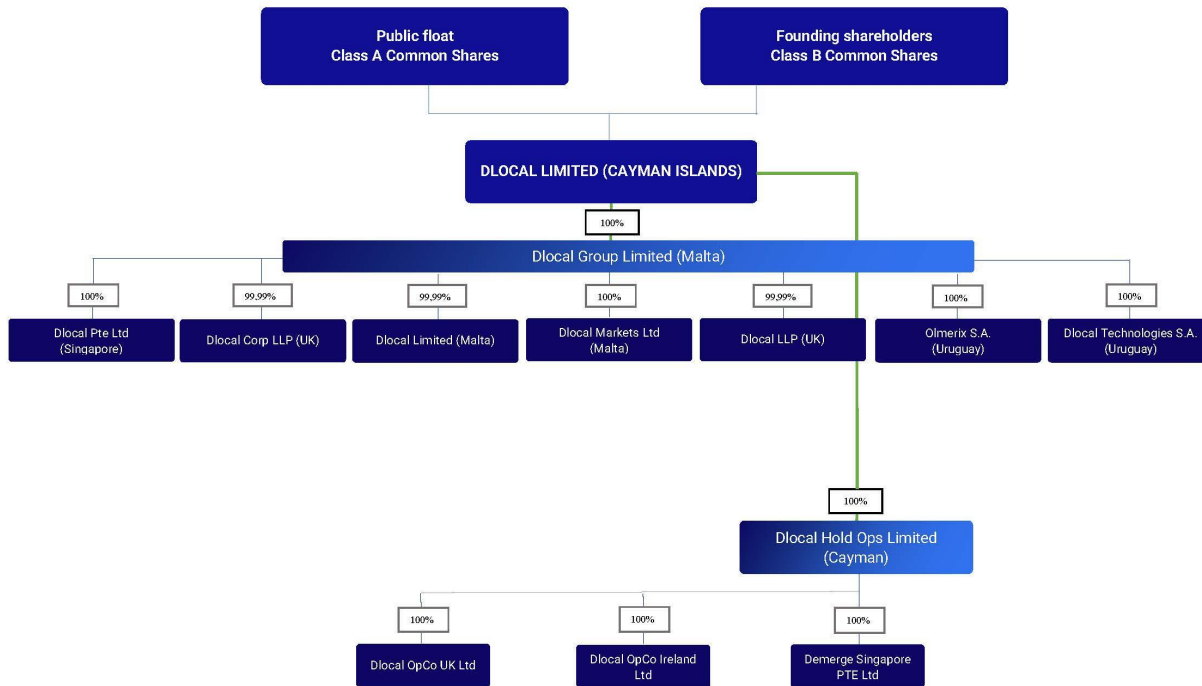 Public float
Class A Common Shares
Founding shareholders
Class B Common Shares
DLOCAL LIMITED (CAYMAN ISLANDS)
100%
Dlocal Group Limited (Malta)
100%
99,99%
99,99%
100%
99,99%
100%
100%
Dlocal Pte Ltd
(Singapore)
Dlocal Corp LLP (UK)
Dlocal Limited (Malta)
Dlocal Markets Ltd
(Malta)
Dlocal LLP (UK)
Olmerix S.A.
(Uruguay)
Dlocal Technologies S.A.
(Uruguay)
100%
Dlocal Hold Ops Limited
(Cayman)
100%
100%
100%
Dlocal OpCo UK Ltd
Dlocal OpCo Ireland
Ltd
Demerge Singapore
PTE Ltd